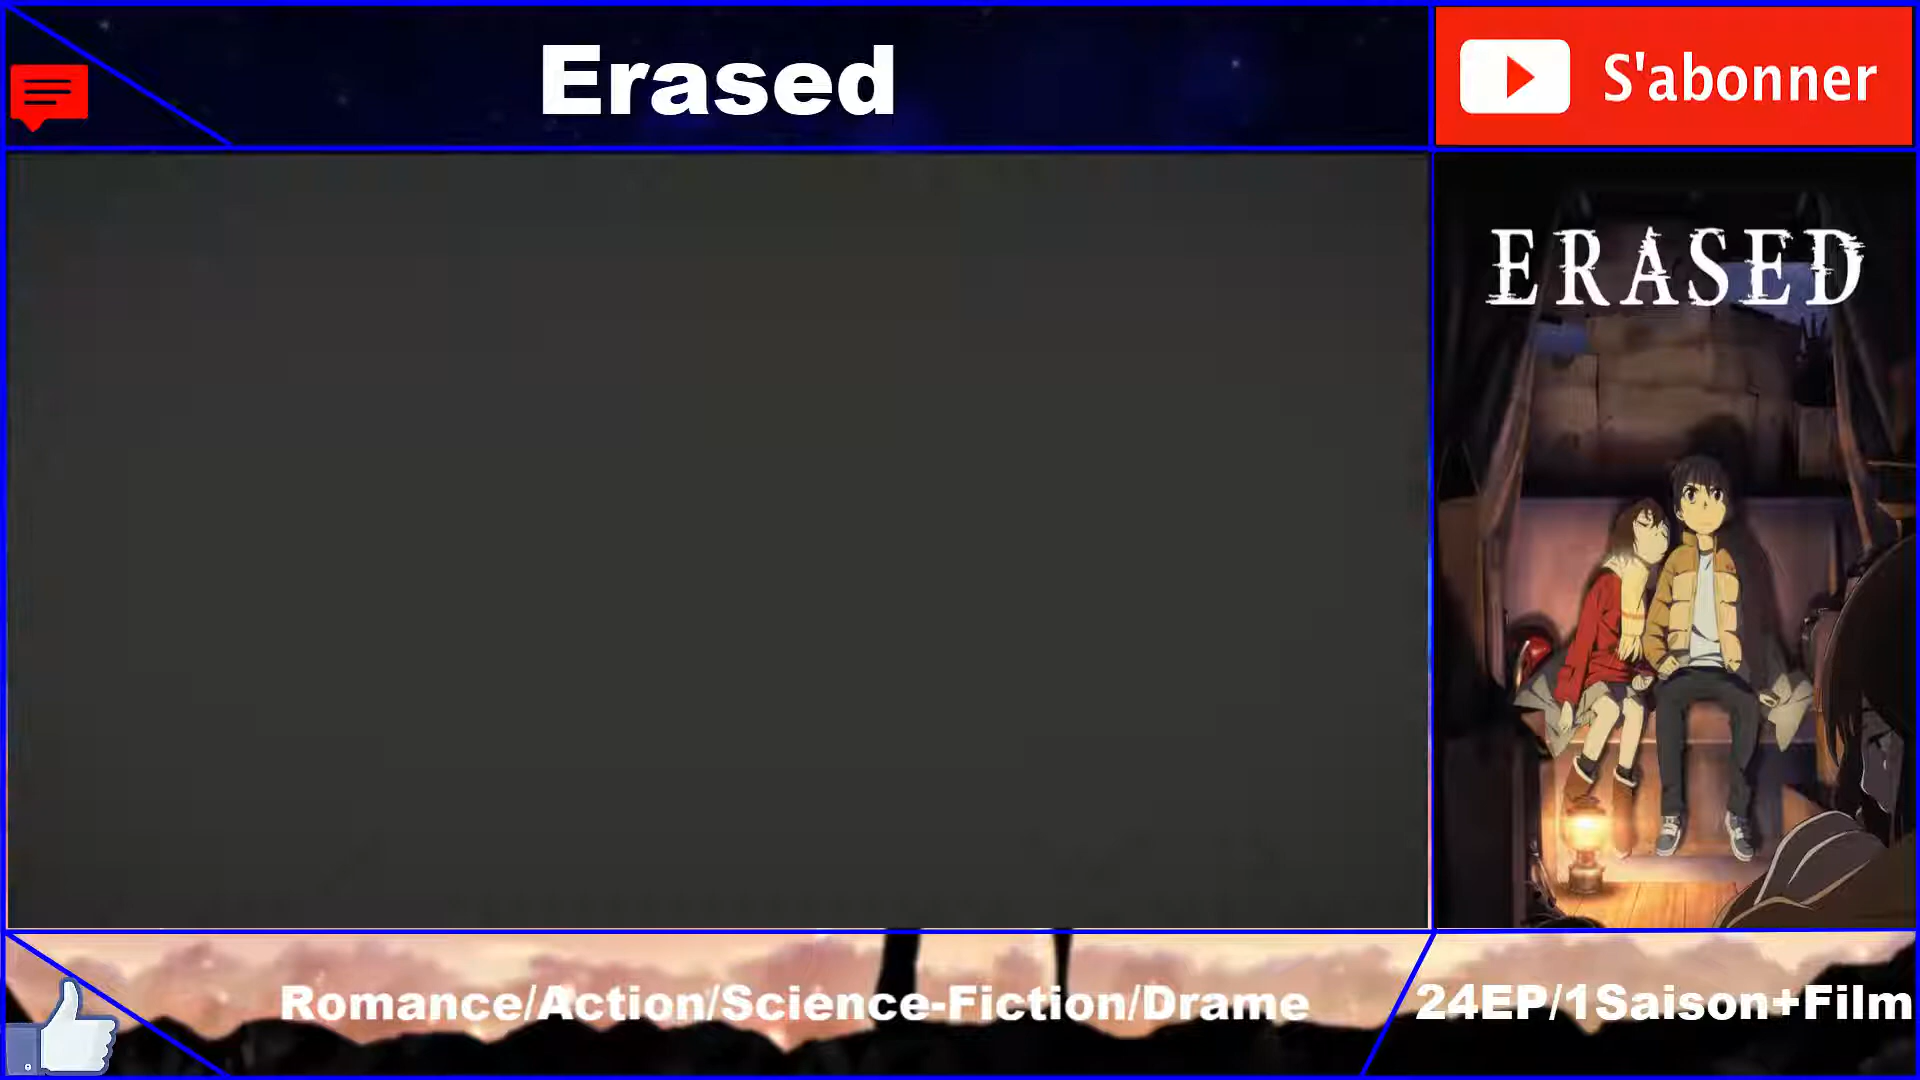 Erased
S'abonner
ERASED
Romance/Action/Science-Fiction/Drame
24EP/1Saison+Film